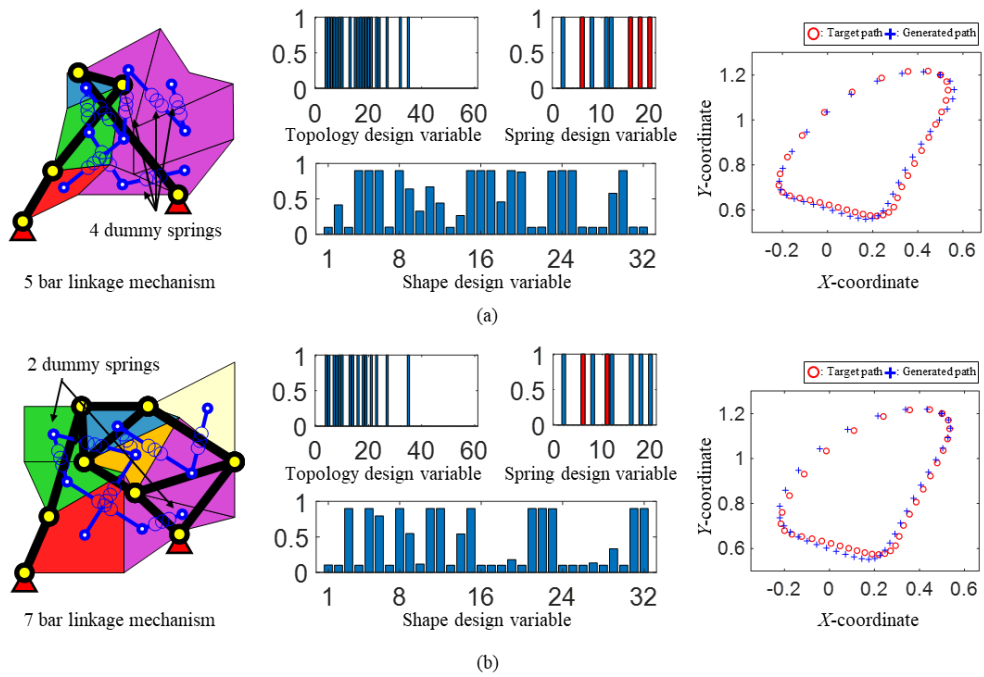 4 dummy springs
5 bar linkage mechanism
1
0.5
0
0 20 40 60
Topology design variable
1
0.5
0
0 10 20
Spring design variable
1
0.5
0
1 8 16 24 32
Shape design variable
: Target path : Generated path
1.2
1
0.8
0.6
Y-coordinate
-0.2 0 0.2 0.4 0.6
X-coordinate
(a)
2 dummy springs
7 bar linkage mechanism
1
0.5
0
0 20 40 60
Topology design variable
1
0.5
0
0 10 20
Spring design variable
1
0.5
0
1 8 16 24 32
Shape design variable
: Target path : Generated path
1.2
1
0.8
0.6
Y-coordinate
-0.2 0 0.2 0.4 0.6
X-coordinate
(b)